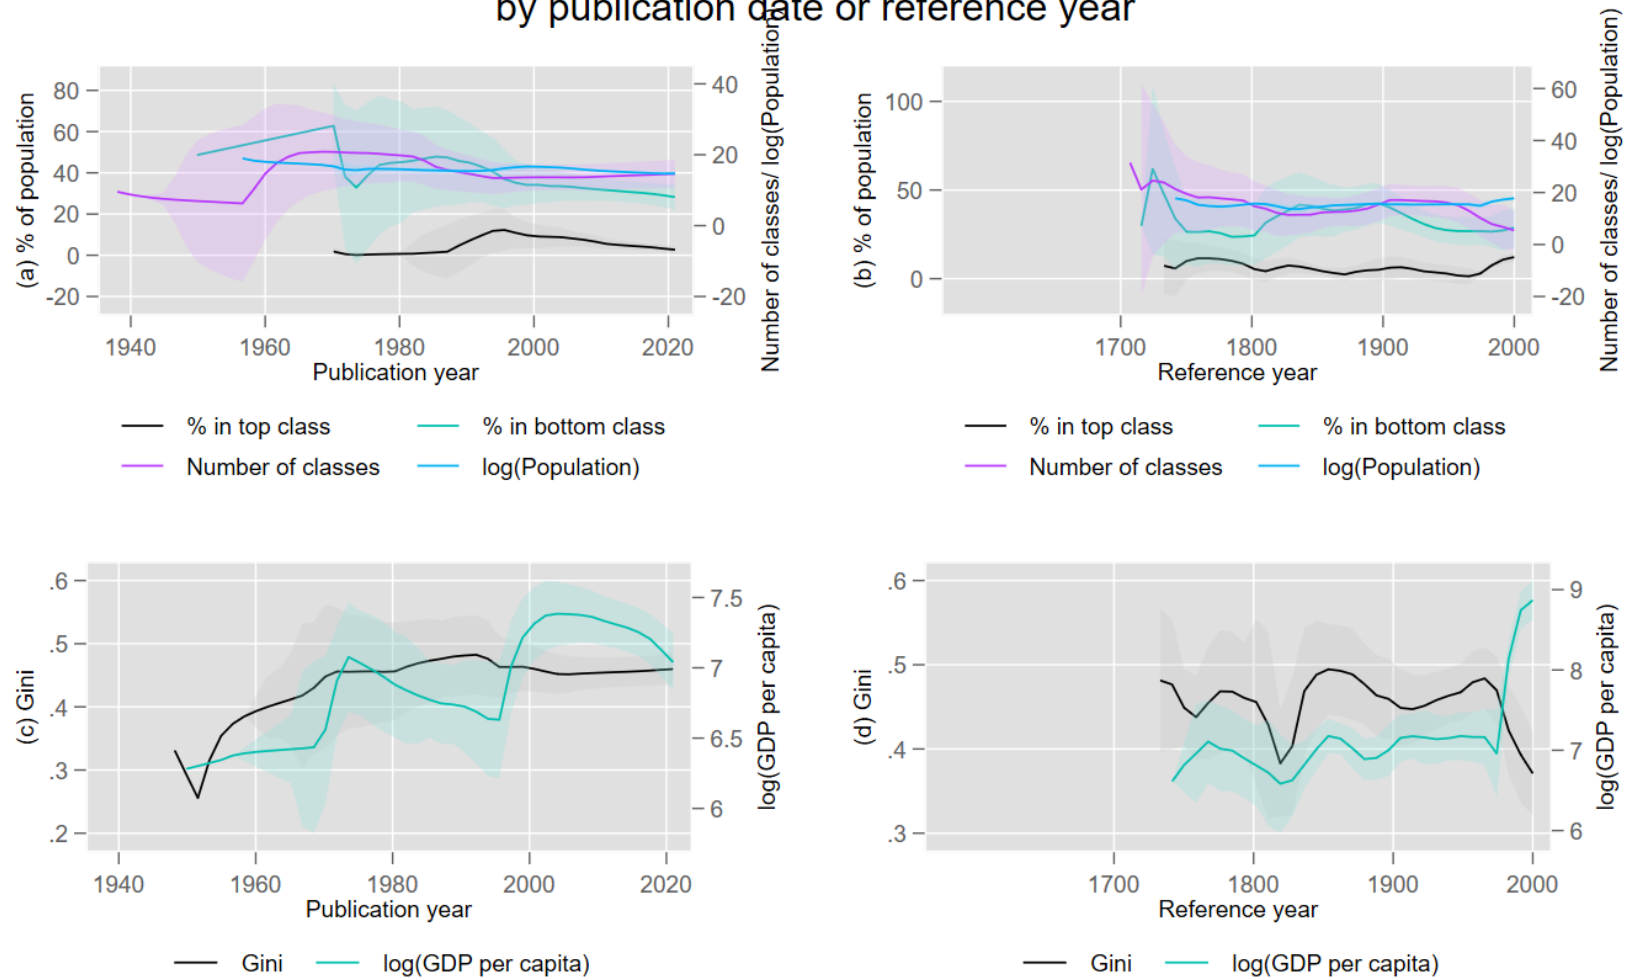 by publication date or reference year
(a) % of population
80
60
40
20
0
-20
40
20
0
-20
Number of classes/ log(Population)
1940 1960 1980 2000 2020
Publication year
% in top class % in bottom class
Number of classes log(Population)
(b) % of population
100
50
0
60
40
20
0
-20
Number of classes/ log(Population)
1700 1800 1900 2000
Reference year
% in top class % in bottom class
Number of classes log(Population)
(c) Gini
.6
.5
.4
.3
.2
7.5
7
6.5
6
log(GDP per capita)
1940 1960 1980 2000 2020
Publication year
Gini log(GDP per capita)
(d) Gini
.6
.5
.4
.3
9
8
7
6
log(GDP per capita)
1700 1800 1900 2000
Reference year
Gini log(GDP per capita)